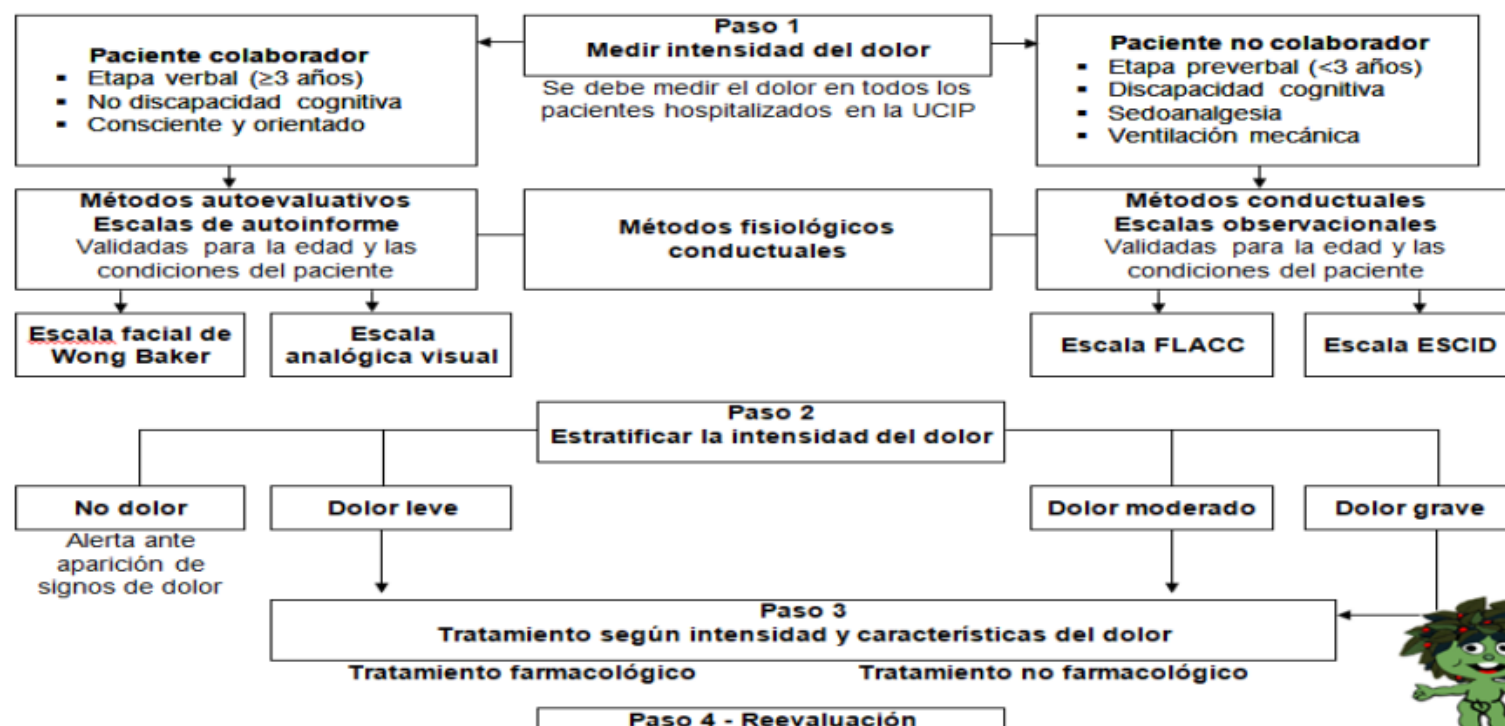 Paso 1
Medir intensidad del dolor
Se debe medir el dolor en todos los
pacientes hospitalizados en la UCIP
Paciente colaborador
▪ Etapa verbal (≥3 años)
▪ No discapacidad cognitiva
▪ Consciente y orientado
Paciente no colaborador
▪ Etapa preverbal (<3 años)
▪ Discapacidad cognitiva
▪ Sedoanalgesia
▪ Ventilación mecánica
Métodos autoevaluativos
Escalas de autoinforme
Validadas para la edad y las
condiciones del paciente
Métodos fisiológicos
conductuales
Métodos conductuales
Escalas observacionales
Validadas para la edad y las
condiciones del paciente
Escala facial de
Wong Baker
Escala
analógica visual
Escala FLACC
Escala ESCID
Paso 2
Estratificar la intensidad del dolor
No dolor
Alerta ante
aparición de
signos de dolor
Dolor leve
Dolor moderado
Dolor grave
Paso 3
Tratamiento según intensidad y características del dolor
Tratamiento farmacológico
Tratamiento no farmacológico
Paso 4 - Reevaluación